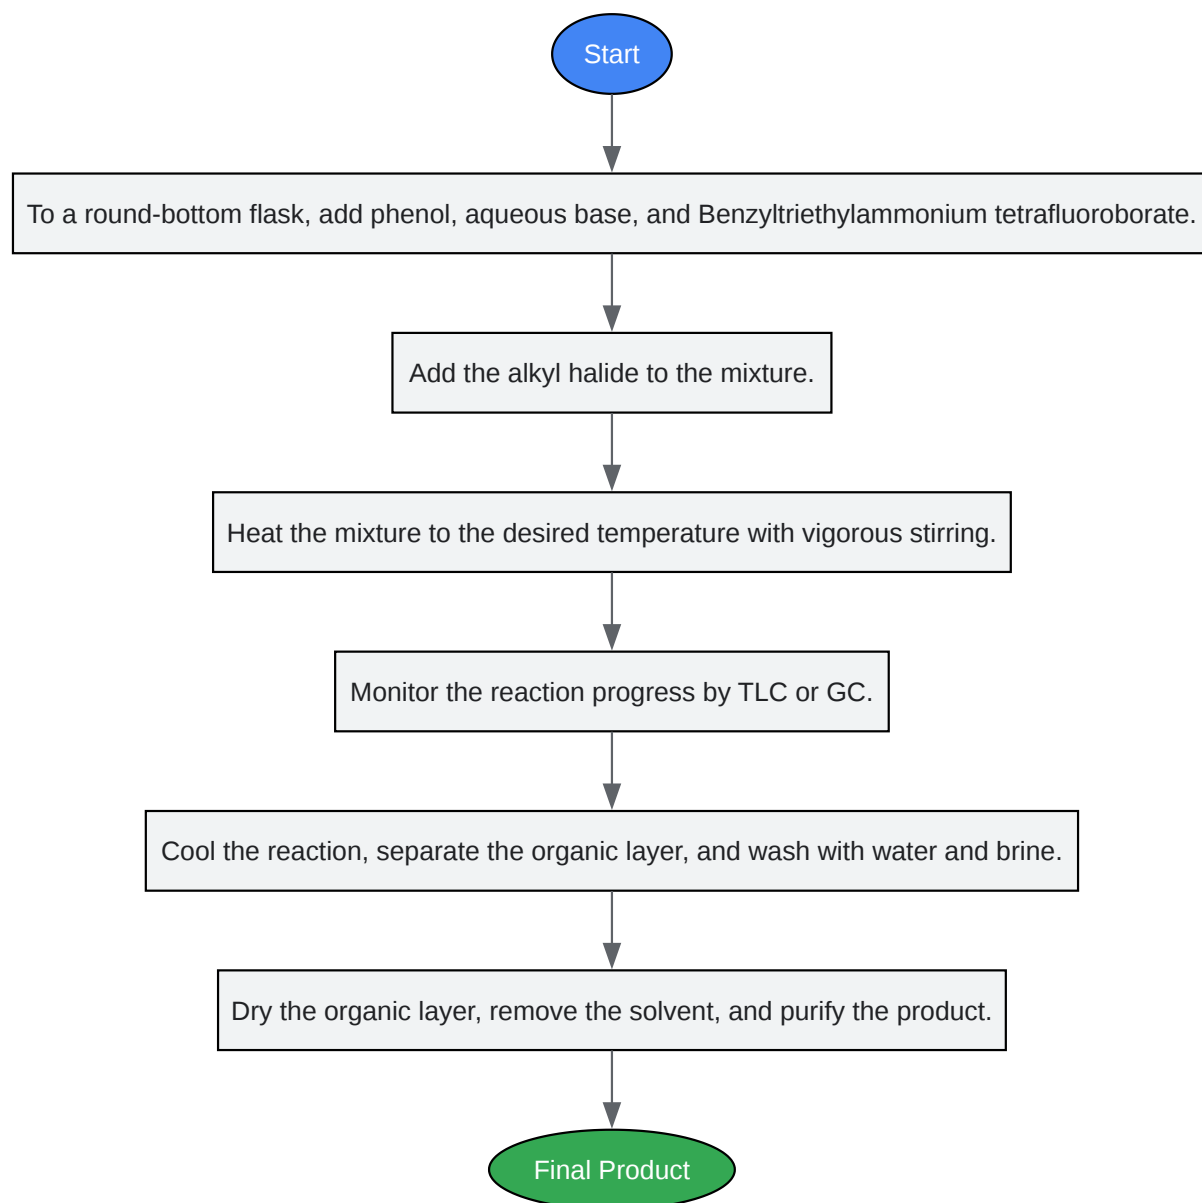 Start
To a round-bottom flask, add phenol, aqueous base, and Benzyltriethylammonium tetrafluoroborate.
Add the alkyl halide to the mixture.
Heat the mixture to the desired temperature with vigorous stirring.
Monitor the reaction progress by TLC or GC.
Cool the reaction, separate the organic layer, and wash with water and brine.
Dry the organic layer, remove the solvent, and purify the product.
Final Product